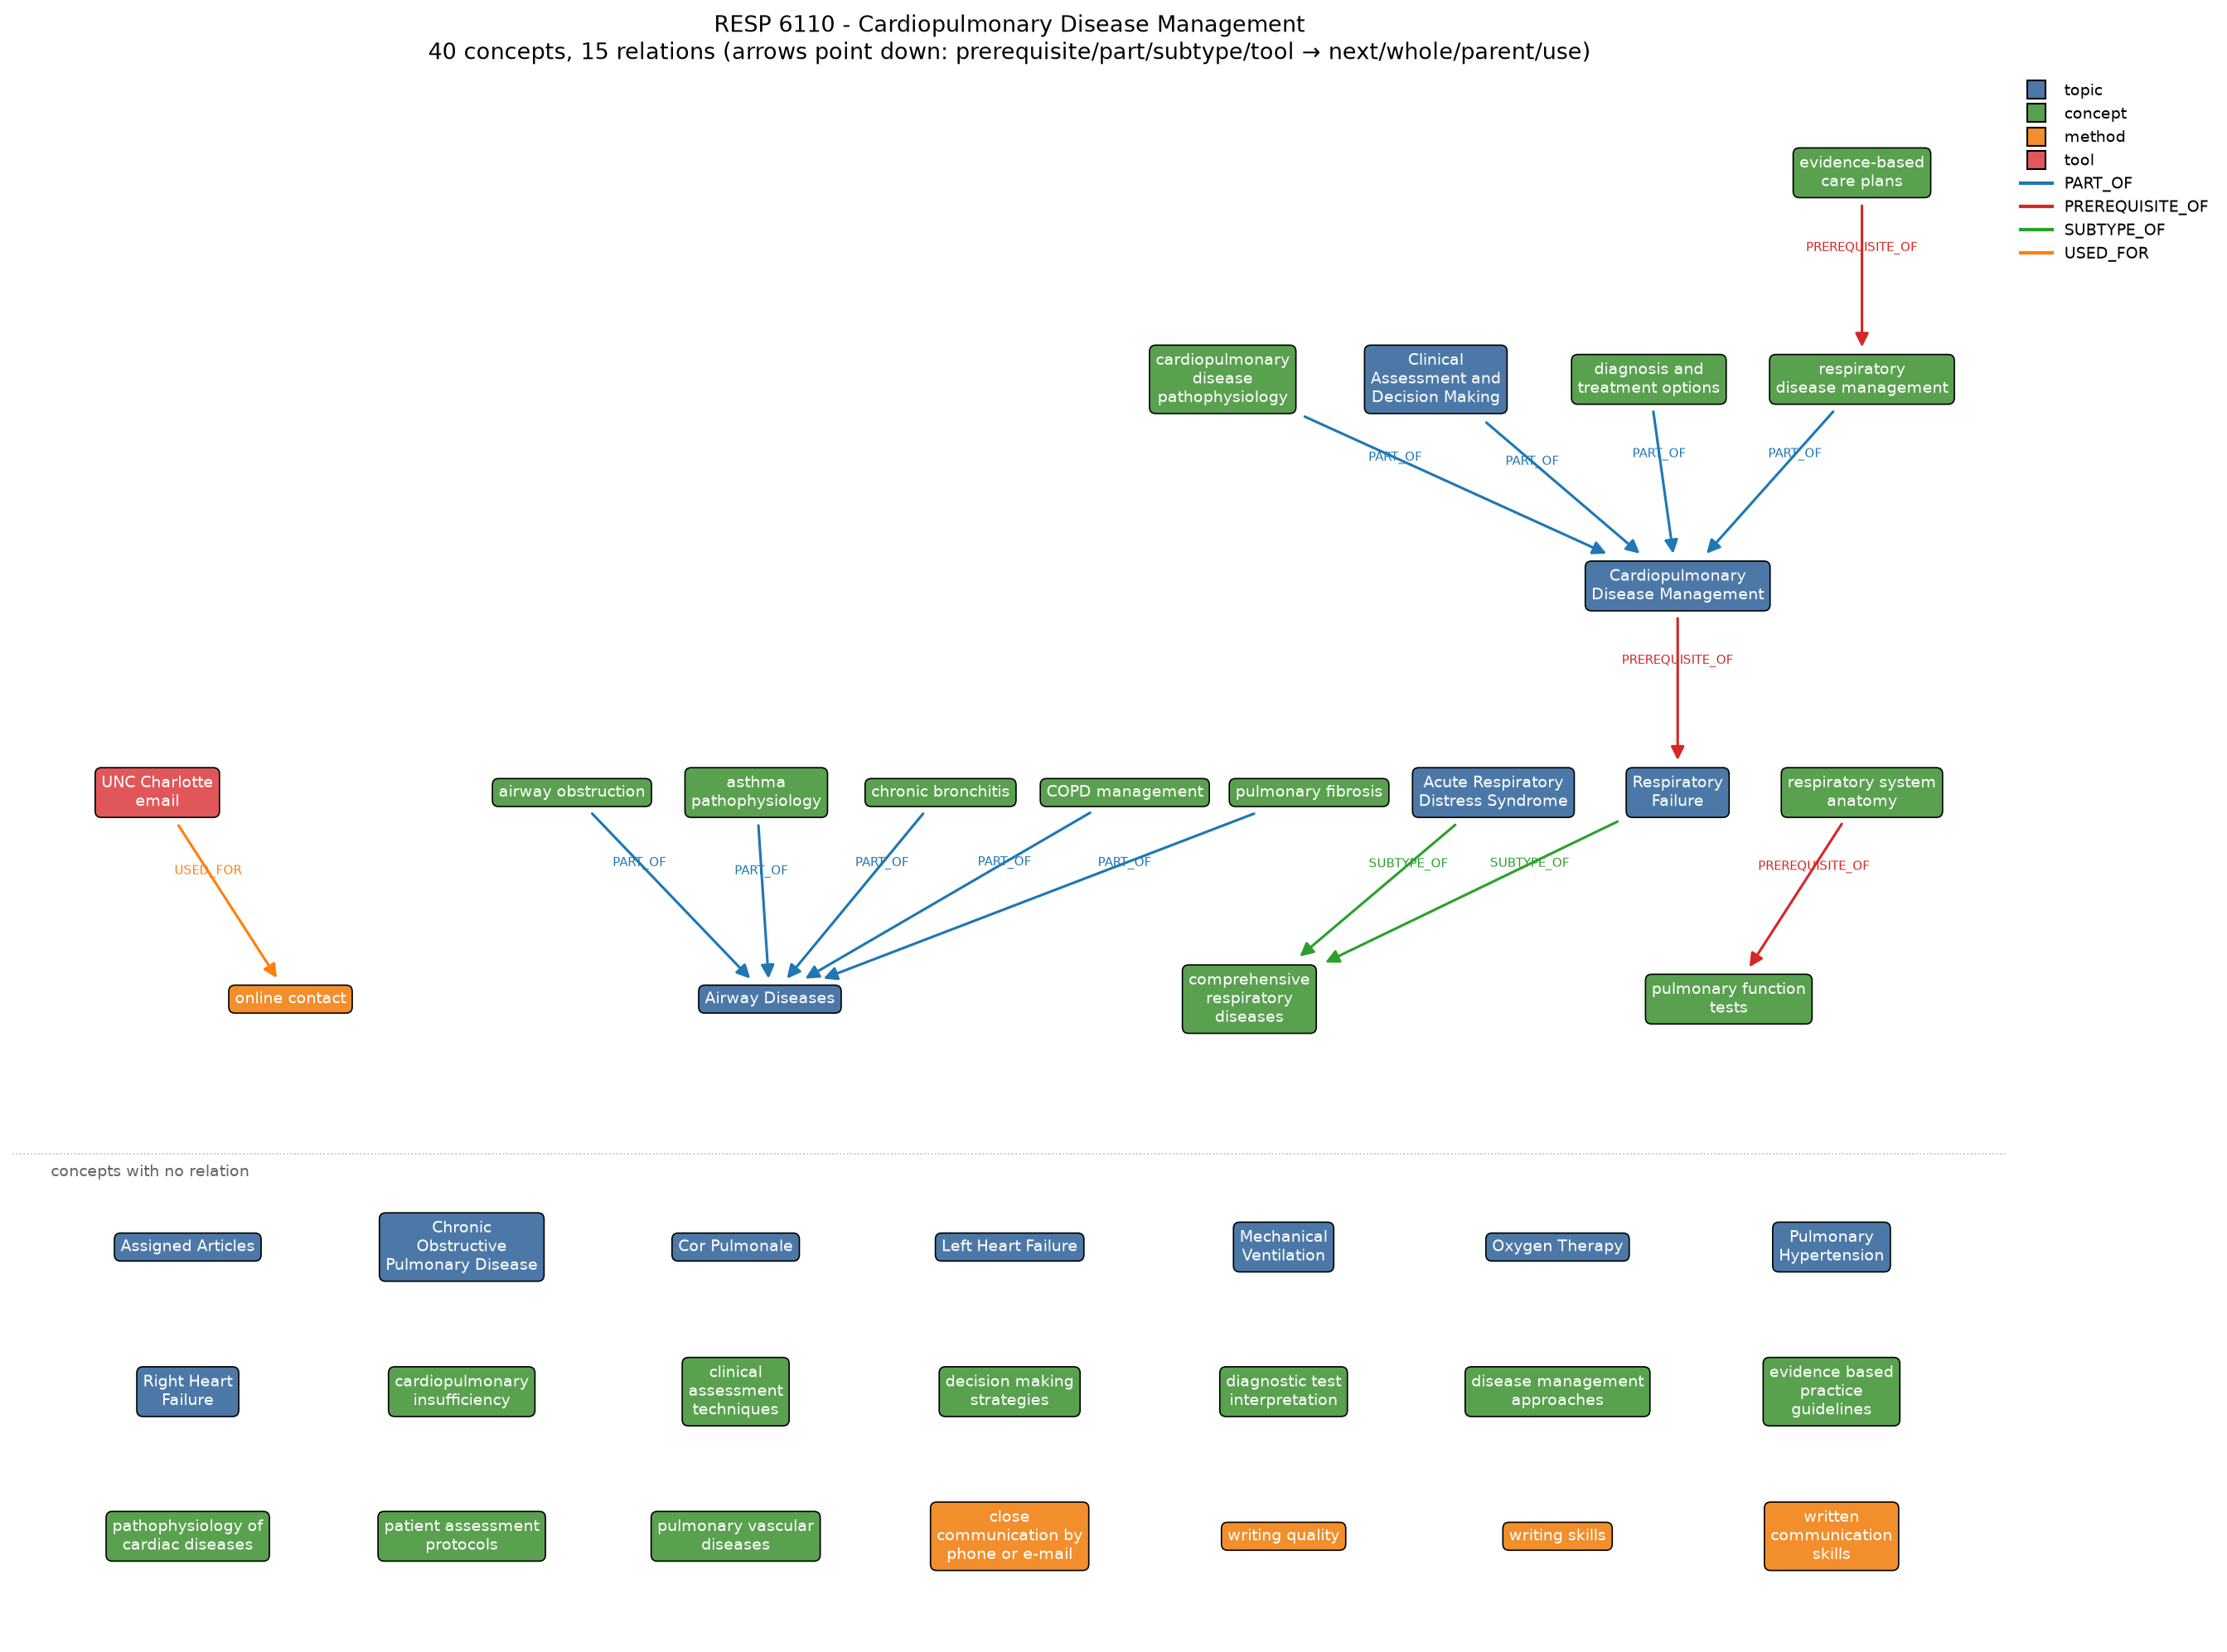 RESP 6110 - Cardiopulmonary Disease Management
40 concepts, 15 relations (arrows point down: prerequisite/part/subtype/tool → next/whole/parent/use)
topic
concept
method
tool
PART_OF
PREREQUISITE_OF
SUBTYPE_OF
USED_FOR
evidence-based
care plans
PREREQUISITE_OF
cardiopulmonary
disease
pathophysiology
Clinical
Assessment and
Decision Making
diagnosis and
treatment options
respiratory
disease management
PART_OF
PART_OF
PART_OF
PART_OF
Cardiopulmonary
Disease Management
PREREQUISITE_OF
UNC Charlotte
email
airway obstruction
asthma
pathophysiology
chronic bronchitis
COPD management
pulmonary fibrosis
Acute Respiratory
Distress Syndrome
Respiratory
Failure
respiratory system
anatomy
USED_FOR
PART_OF
PART_OF
PART_OF
PART_OF
PART_OF
SUBTYPE_OF
SUBTYPE_OF
PREREQUISITE_OF
online contact
Airway Diseases
comprehensive
respiratory
diseases
pulmonary function
tests
concepts with no relation
Assigned Articles
Chronic
Obstructive
Pulmonary Disease
Cor Pulmonale
Left Heart Failure
Mechanical
Ventilation
Oxygen Therapy
Pulmonary
Hypertension
Right Heart
Failure
cardiopulmonary
insufficiency
clinical
assessment
techniques
decision making
strategies
diagnostic test
interpretation
disease management
approaches
evidence based
practice
guidelines
pathophysiology of
cardiac diseases
patient assessment
protocols
pulmonary vascular
diseases
close
communication by
phone or e-mail
writing quality
writing skills
written
communication
skills